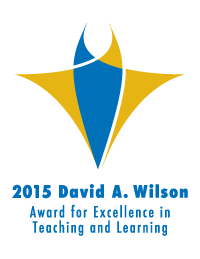 2015 David A. Wilson
Award for Excellence in
Teaching and Learning